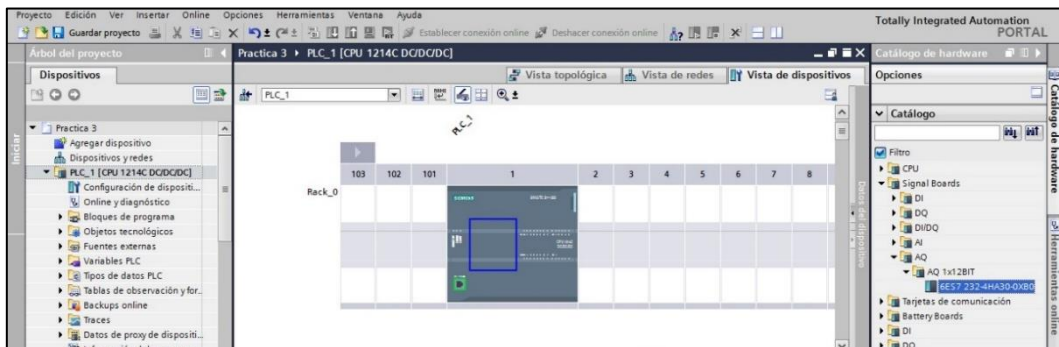 Proyecto Edición Ver Insertar Online Opciones Herramientas Ventana Ayuda
Totally Integrated Automation
PORTAL
Guardar proyecto
Establecer conexión online
Deshacer conexión online
Árbol del proyecto
Practica 3 PLC_1 [CPU 1214C DC/DC/DC]
Catálogo de hardware
Dispositivos
Vista topológica
Vista de redes
Vista de dispositivos
Opciones
PLC_1
Catálogo
Filtro
Iniciar
Practica 3
Agregar dispositivo
Dispositivos y redes
PLC_1 [CPU 1214C DC/DC/DC]
Configuración de dispositi...
Online y diagnóstico
Bloques de programa
Objetos tecnológicos
Fuentes externas
Variables PLC
Tipos de datos PLC
Tablas de observación y for..
Backups online
Traces
Datos de proxy de dispositi...
PLC_1
103 102 101 1 2 3 4 5 6 7 8
Rack_0
SIEMENS
Datos del dispositivo
CPU
Signal Boards
DI
DQ
DI/DQ
AI
AQ
AQ 1x12BIT
6ES7 232-4HA30-0XB0
Tarjetas de comunicación
Battery Boards
DI
DQ
Catálogo de hardware
Herramientas online